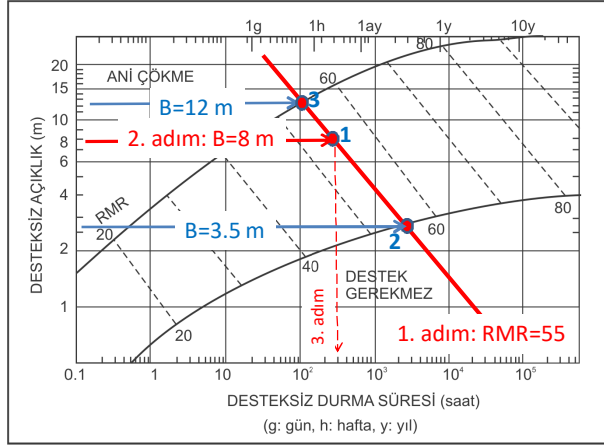 1g 1h 1ay 1y 10y
DESTEKSİZ AÇIKLIK (m)
20
15
10
8
6
4
2
1
ANİ ÇÖKME
80
60
B=12 m
3
2. adım: B=8 m
1
RMR
20
B=3.5 m
2
60
80
40
20
DESTEK
GEREKMEZ
3. adım
1. adım: RMR=55
0.1 1 10 10² 10³ 10⁴ 10⁵
DESTEKSİZ DURMA SÜRESİ (saat)
(g: gün, h: hafta, y: yıl)